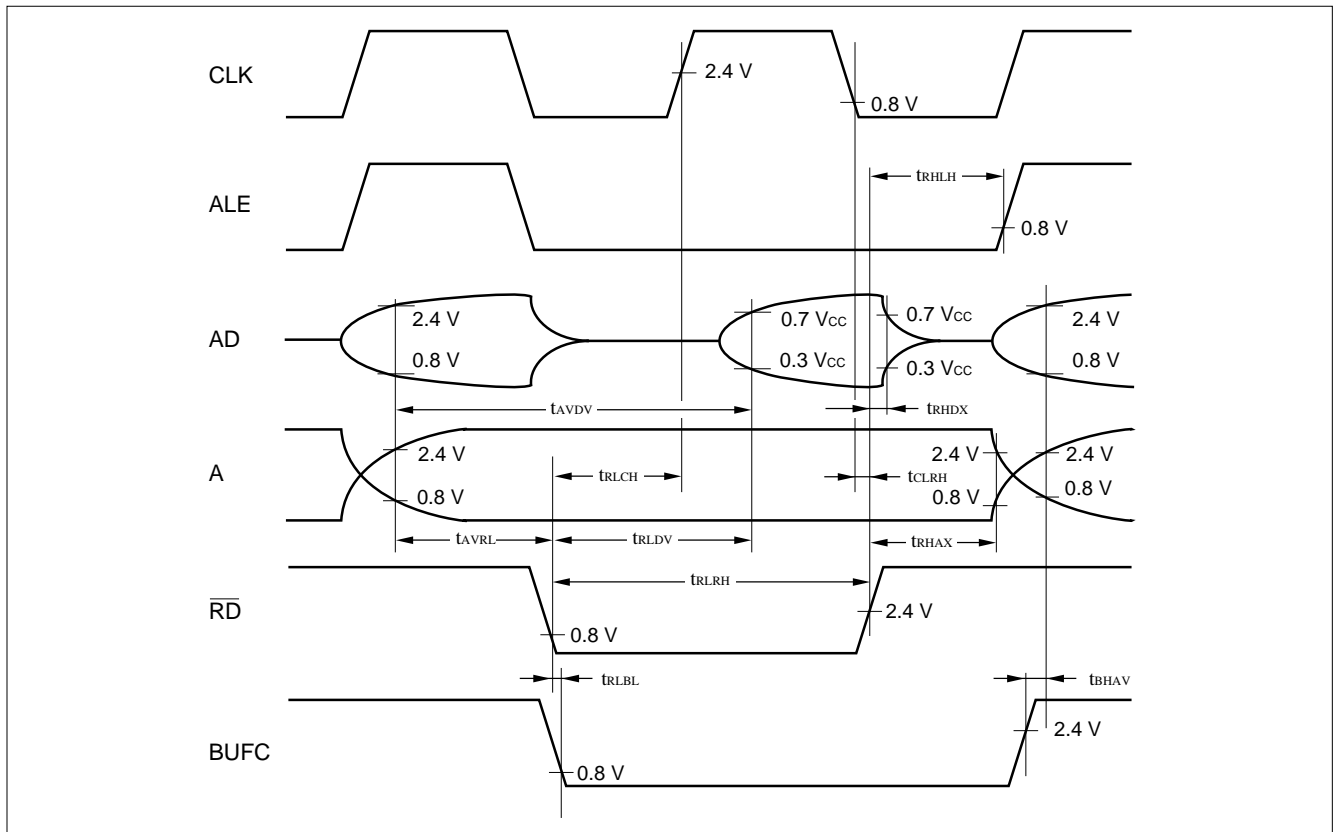 CLK
2.4 V
0.8 V
ALE
tRHLH
0.8 V
AD
2.4 V
0.8 V
0.7 VCC
0.3 VCC
0.7 VCC
0.3 VCC
2.4 V
0.8 V
tAVDV
tRHDX
A
2.4 V
0.8 V
tRLCH
tCLRH
2.4 V
0.8 V
2.4 V
0.8 V
tAVRL
tRLDV
tRHAX
tRLRH
RD
0.8 V
2.4 V
tRLBL
tBHAV
BUFC
0.8 V
2.4 V